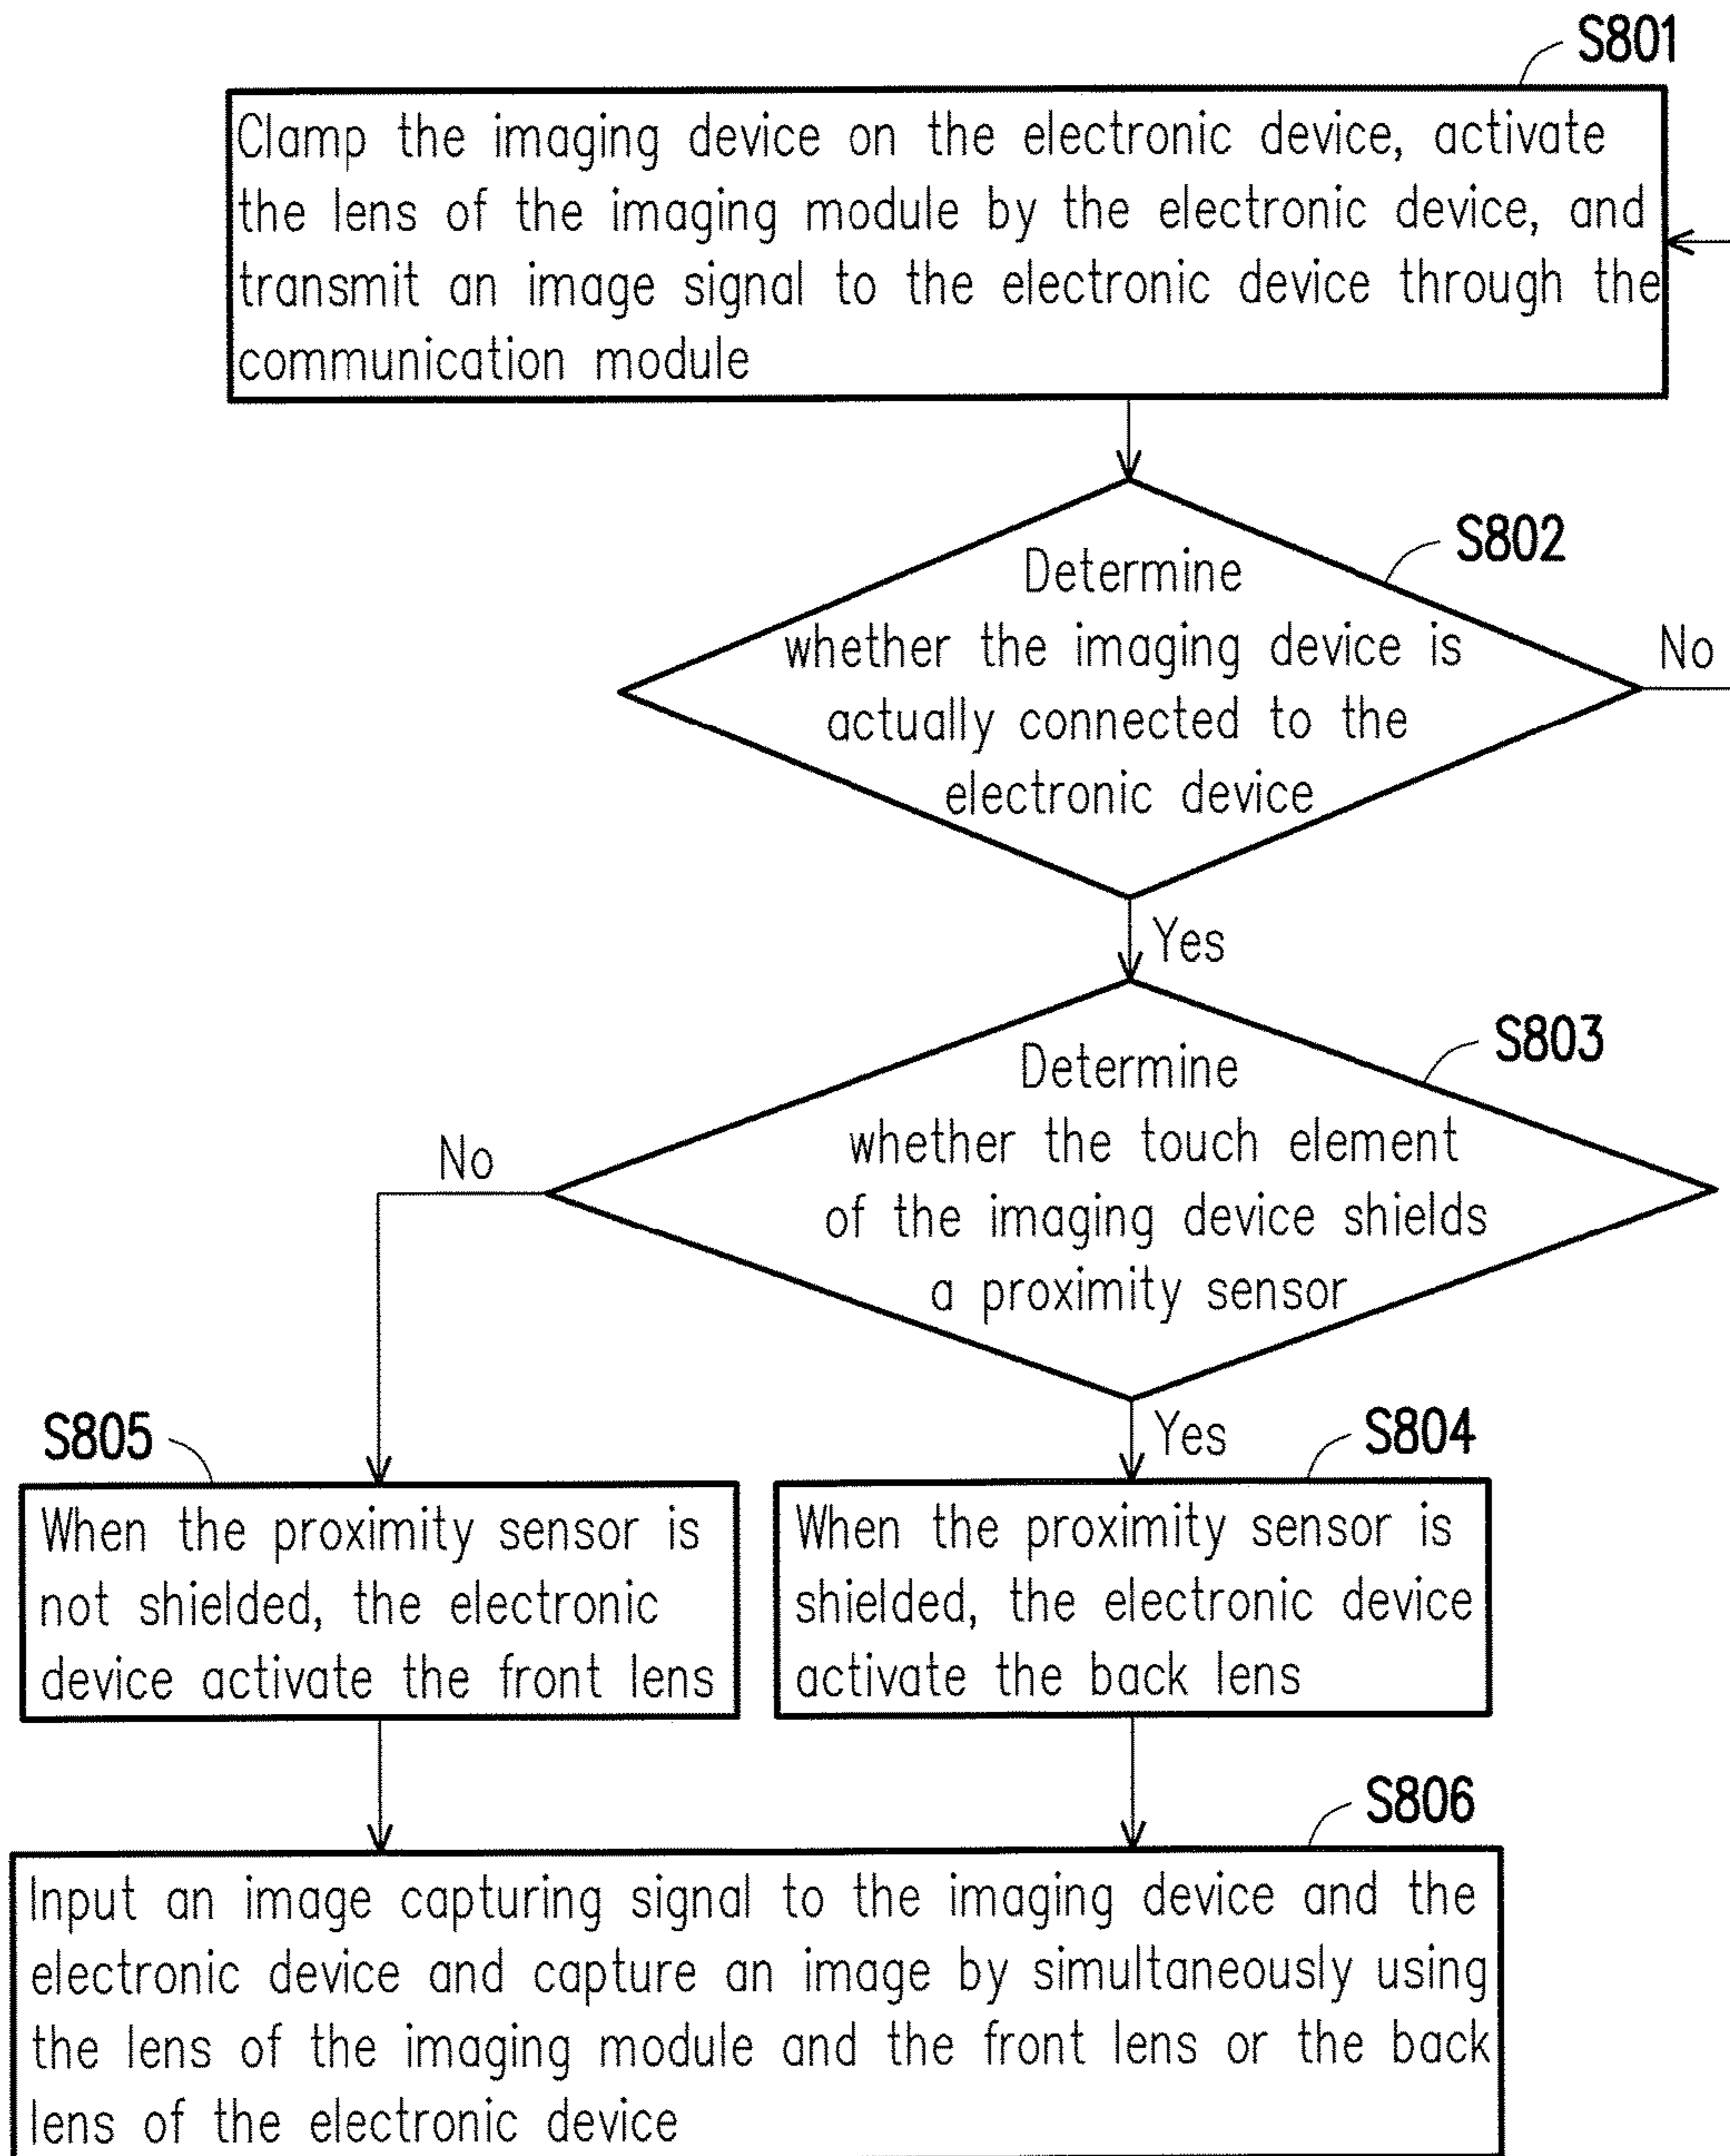 S801
Clamp the imaging device on the electronic device, activate
the lens of the imaging module by the electronic device, and
transmit an image signal to the electronic device through the
communication module
S802
Determine
whether the imaging device is
actually connected to the
electronic device
No
Yes
S803
Determine
whether the touch element
of the imaging device shields
a proximity sensor
No
Yes
S805
When the proximity sensor is
not shielded, the electronic
device activate the front lens
S804
When the proximity sensor is
shielded, the electronic device
activate the back lens
S806
Input an image capturing signal to the imaging device and the
electronic device and capture an image by simultaneously using
the lens of the imaging module and the front lens or the back
lens of the electronic device